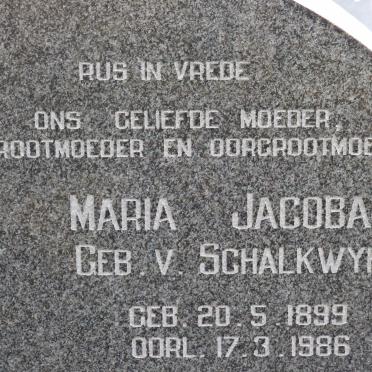 RUS IN VREDE
ONS GELIEFDE MOEDER,
ROOTMOEDER EN OORGROOTMOE
MARIA JACOBA
GEB. V. SCHALKWY
GEB. 20.5.1899
OORL. 17.3.1986